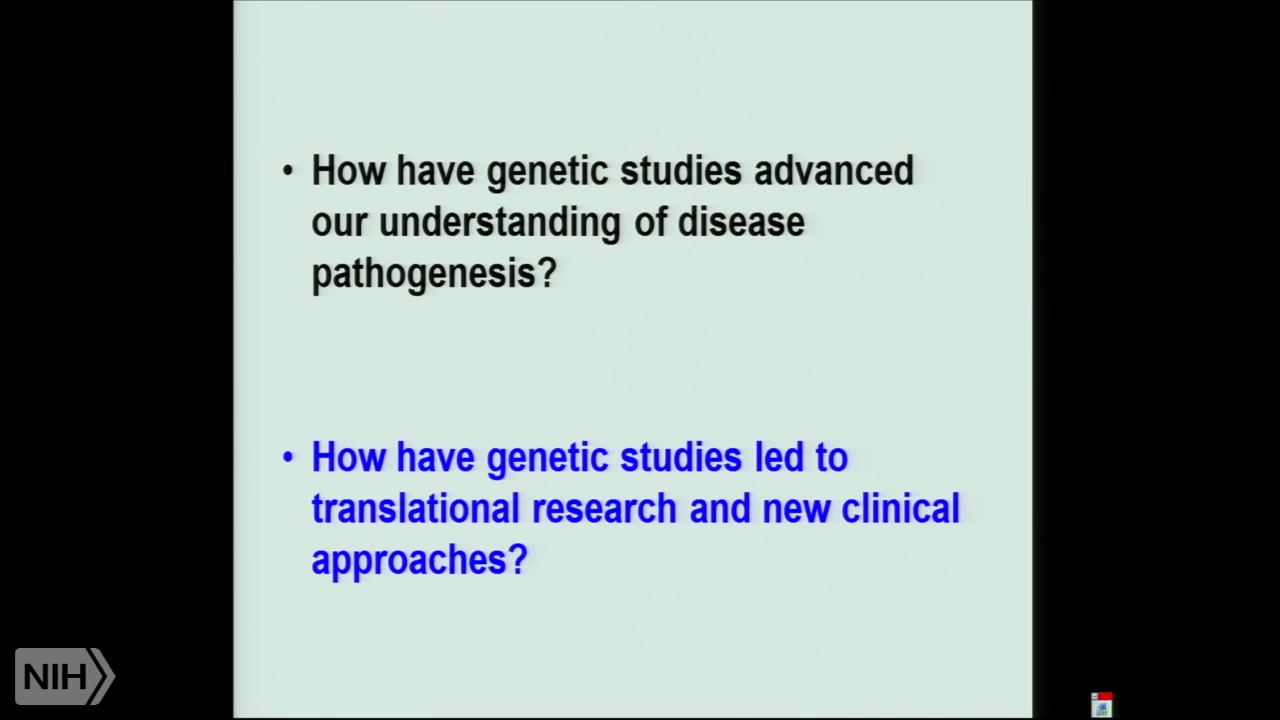 • How have genetic studies advanced
our understanding of disease
pathogenesis?
• How have genetic studies led to
translational research and new clinical
approaches?
NIH